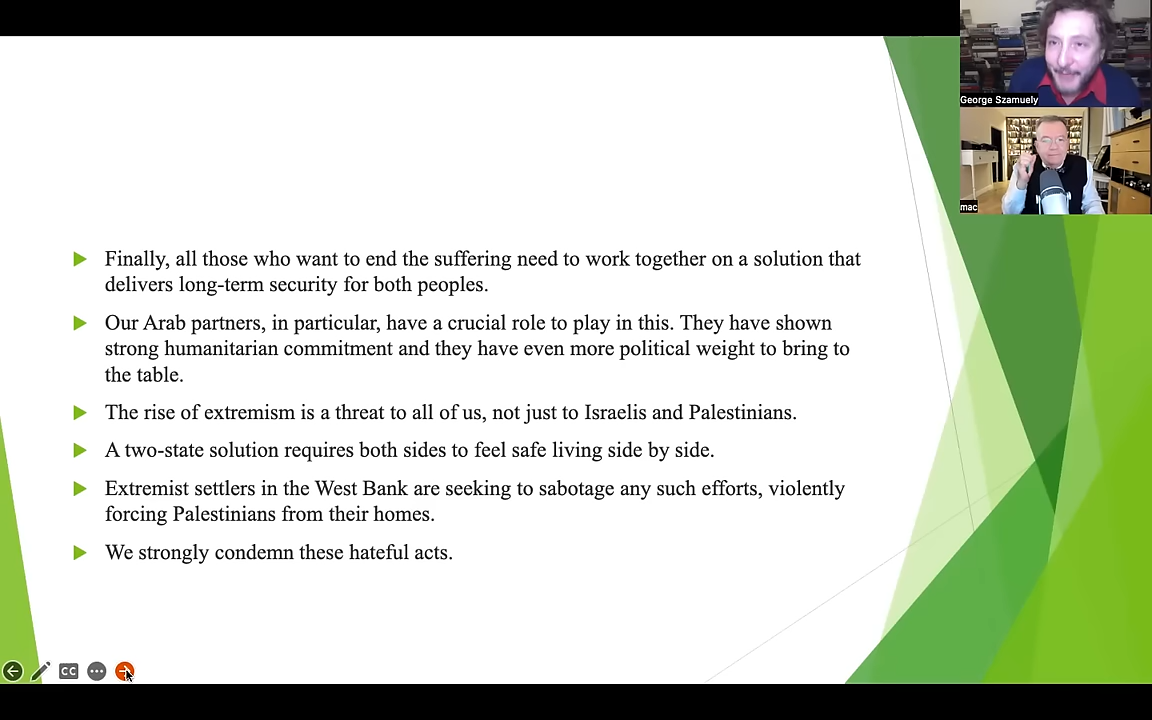 George Szamuely
mac
Finally, all those who want to end the suffering need to work together on a solution that
delivers long-term security for both peoples.
Our Arab partners, in particular, have a crucial role to play in this. They have shown
strong humanitarian commitment and they have even more political weight to bring to
the table.
The rise of extremism is a threat to all of us, not just to Israelis and Palestinians.
A two-state solution requires both sides to feel safe living side by side.
Extremist settlers in the West Bank are seeking to sabotage any such efforts, violently
forcing Palestinians from their homes.
We strongly condemn these hateful acts.
CC